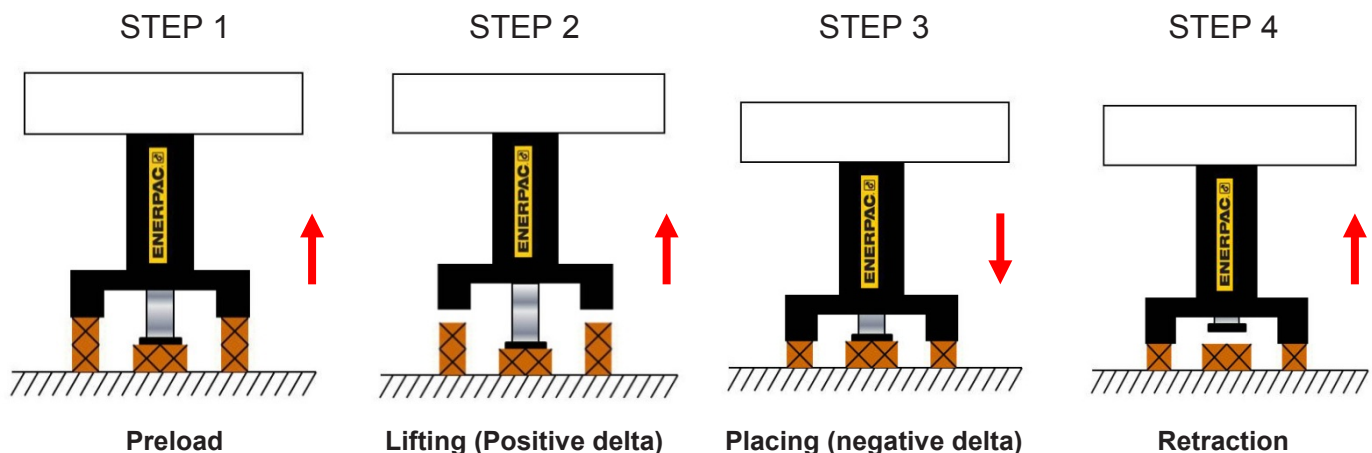 STEP 1
STEP 2
STEP 3
STEP 4
ENERPAC
ENERPAC
ENERPAC
ENERPAC
Preload
Lifting (Positive delta)
Placing (negative delta)
Retraction